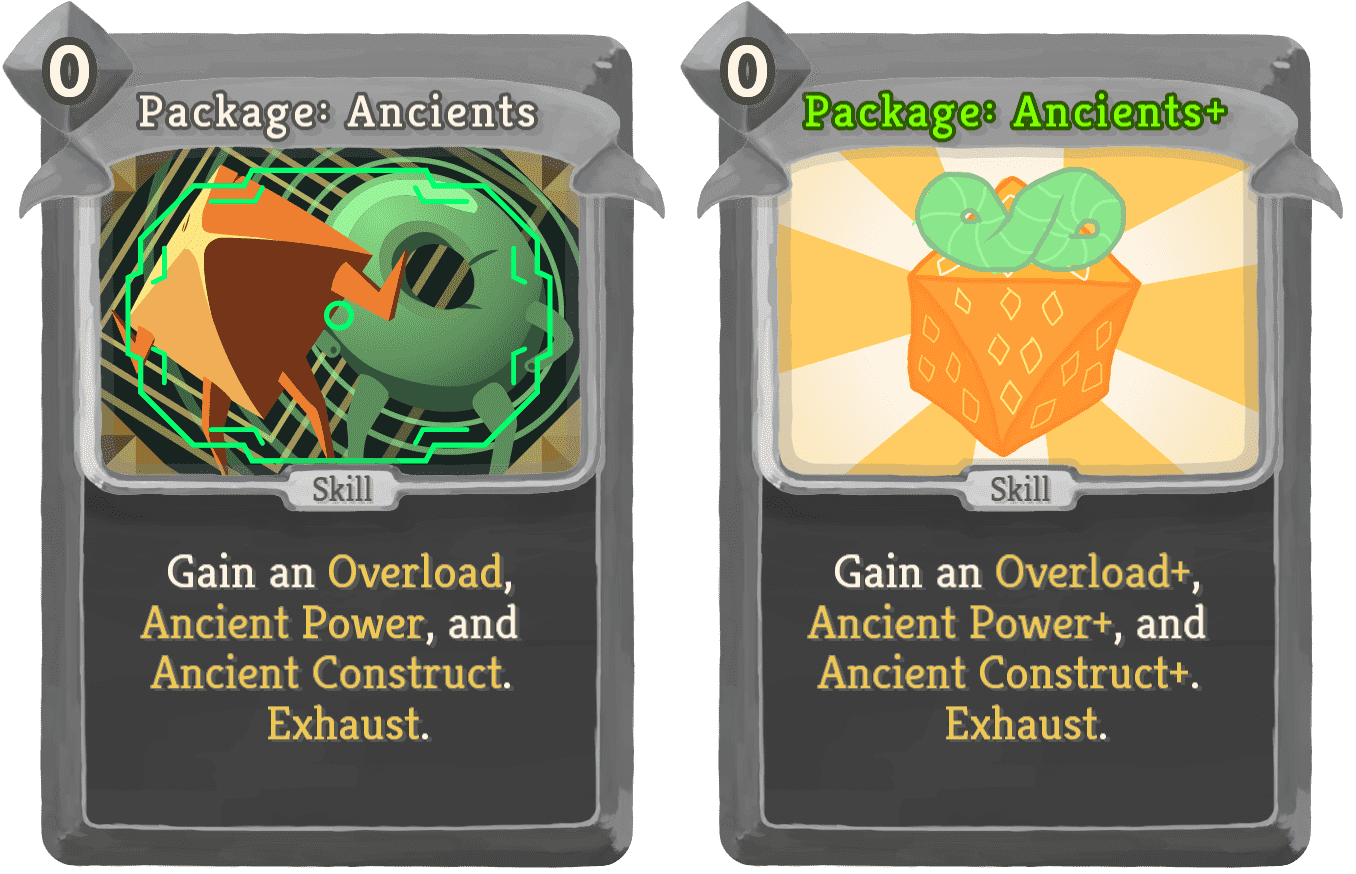 0
Package: Ancients
Skill
Gain an Overload,
Ancient Power, and
Ancient Construct.
Exhaust.
0
Package: Ancients+
Skill
Gain an Overload+,
Ancient Power+, and
Ancient Construct+.
Exhaust.